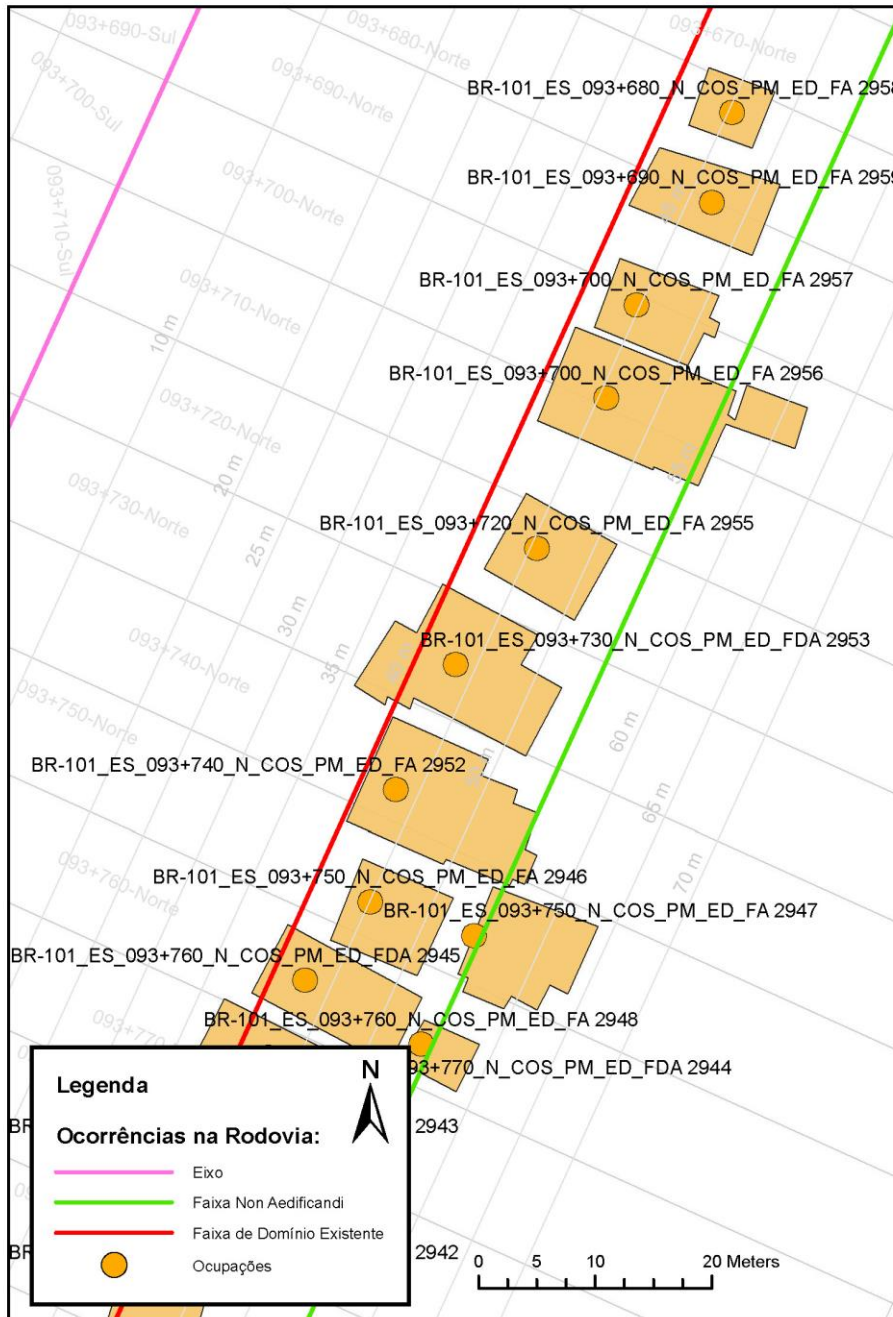 093+690-Sul
093+680-Norte
093+670-Norte
093+700-Sul
093+690-Norte
BR-101_ES_093+680_N_COS_PM_ED_FA 2958
093+700-Norte
BR-101_ES_093+690_N_COS_PM_ED_FA 2959
093+710-Sul
093+710-Norte
BR-101_ES_093+700_N_COS_PM_ED_FA 2957
10 m
BR-101_ES_093+700_N_COS_PM_ED_FA 2956
093+720-Norte
20 m
093+730-Norte
BR-101_ES_093+720_N_COS_PM_ED_FA 2955
25 m
30 m
093+740-Norte
35 m
BR-101_ES_093+730_N_COS_PM_ED_FDA 2953
093+750-Norte
60 m
BR-101_ES_093+740_N_COS_PM_ED_FA 2952
65 m
093+760-Norte
70 m
BR-101_ES_093+750_N_COS_PM_ED_FA 2946
BR-101_ES_093+750_N_COS_PM_ED_FA 2947
BR-101_ES_093+760_N_COS_PM_ED_FDA 2945
BR-101_ES_093+760_N_COS_PM_ED_FA 2948
093+770
93+770_N_COS_PM_ED_FDA 2944
BR
2943
BR
2942
Legenda
N
Ocorrências na Rodovia:
Eixo
Faixa Non Aedificandi
Faixa de Domínio Existente
Ocupações
0 5 10 20 Meters